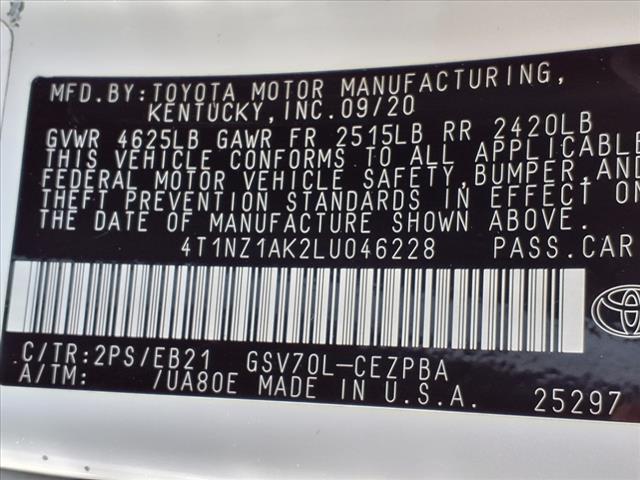 MFD.BY:TOYOTA MOTOR MANUFACTURING,
KENTUCKY,INC.09/20
GVWR 4625LB GAWR FR 2515LB RR 2420LB
THIS VEHICLE CONFORMS TO ALL APPLICABLE
FEDERAL MOTOR VEHICLE SAFETY,BUMPER,AND
THEFT PREVENTION STANDARDS IN EFFECT ON
THE DATE OF MANUFACTURE SHOWN ABOVE.
4T1NZ1AK2LU046228 PASS.CAR
C/TR:2PS/EB21 GSV70L-CEZPBA
A/TM: /UA80E MADE IN U.S.A. 25297